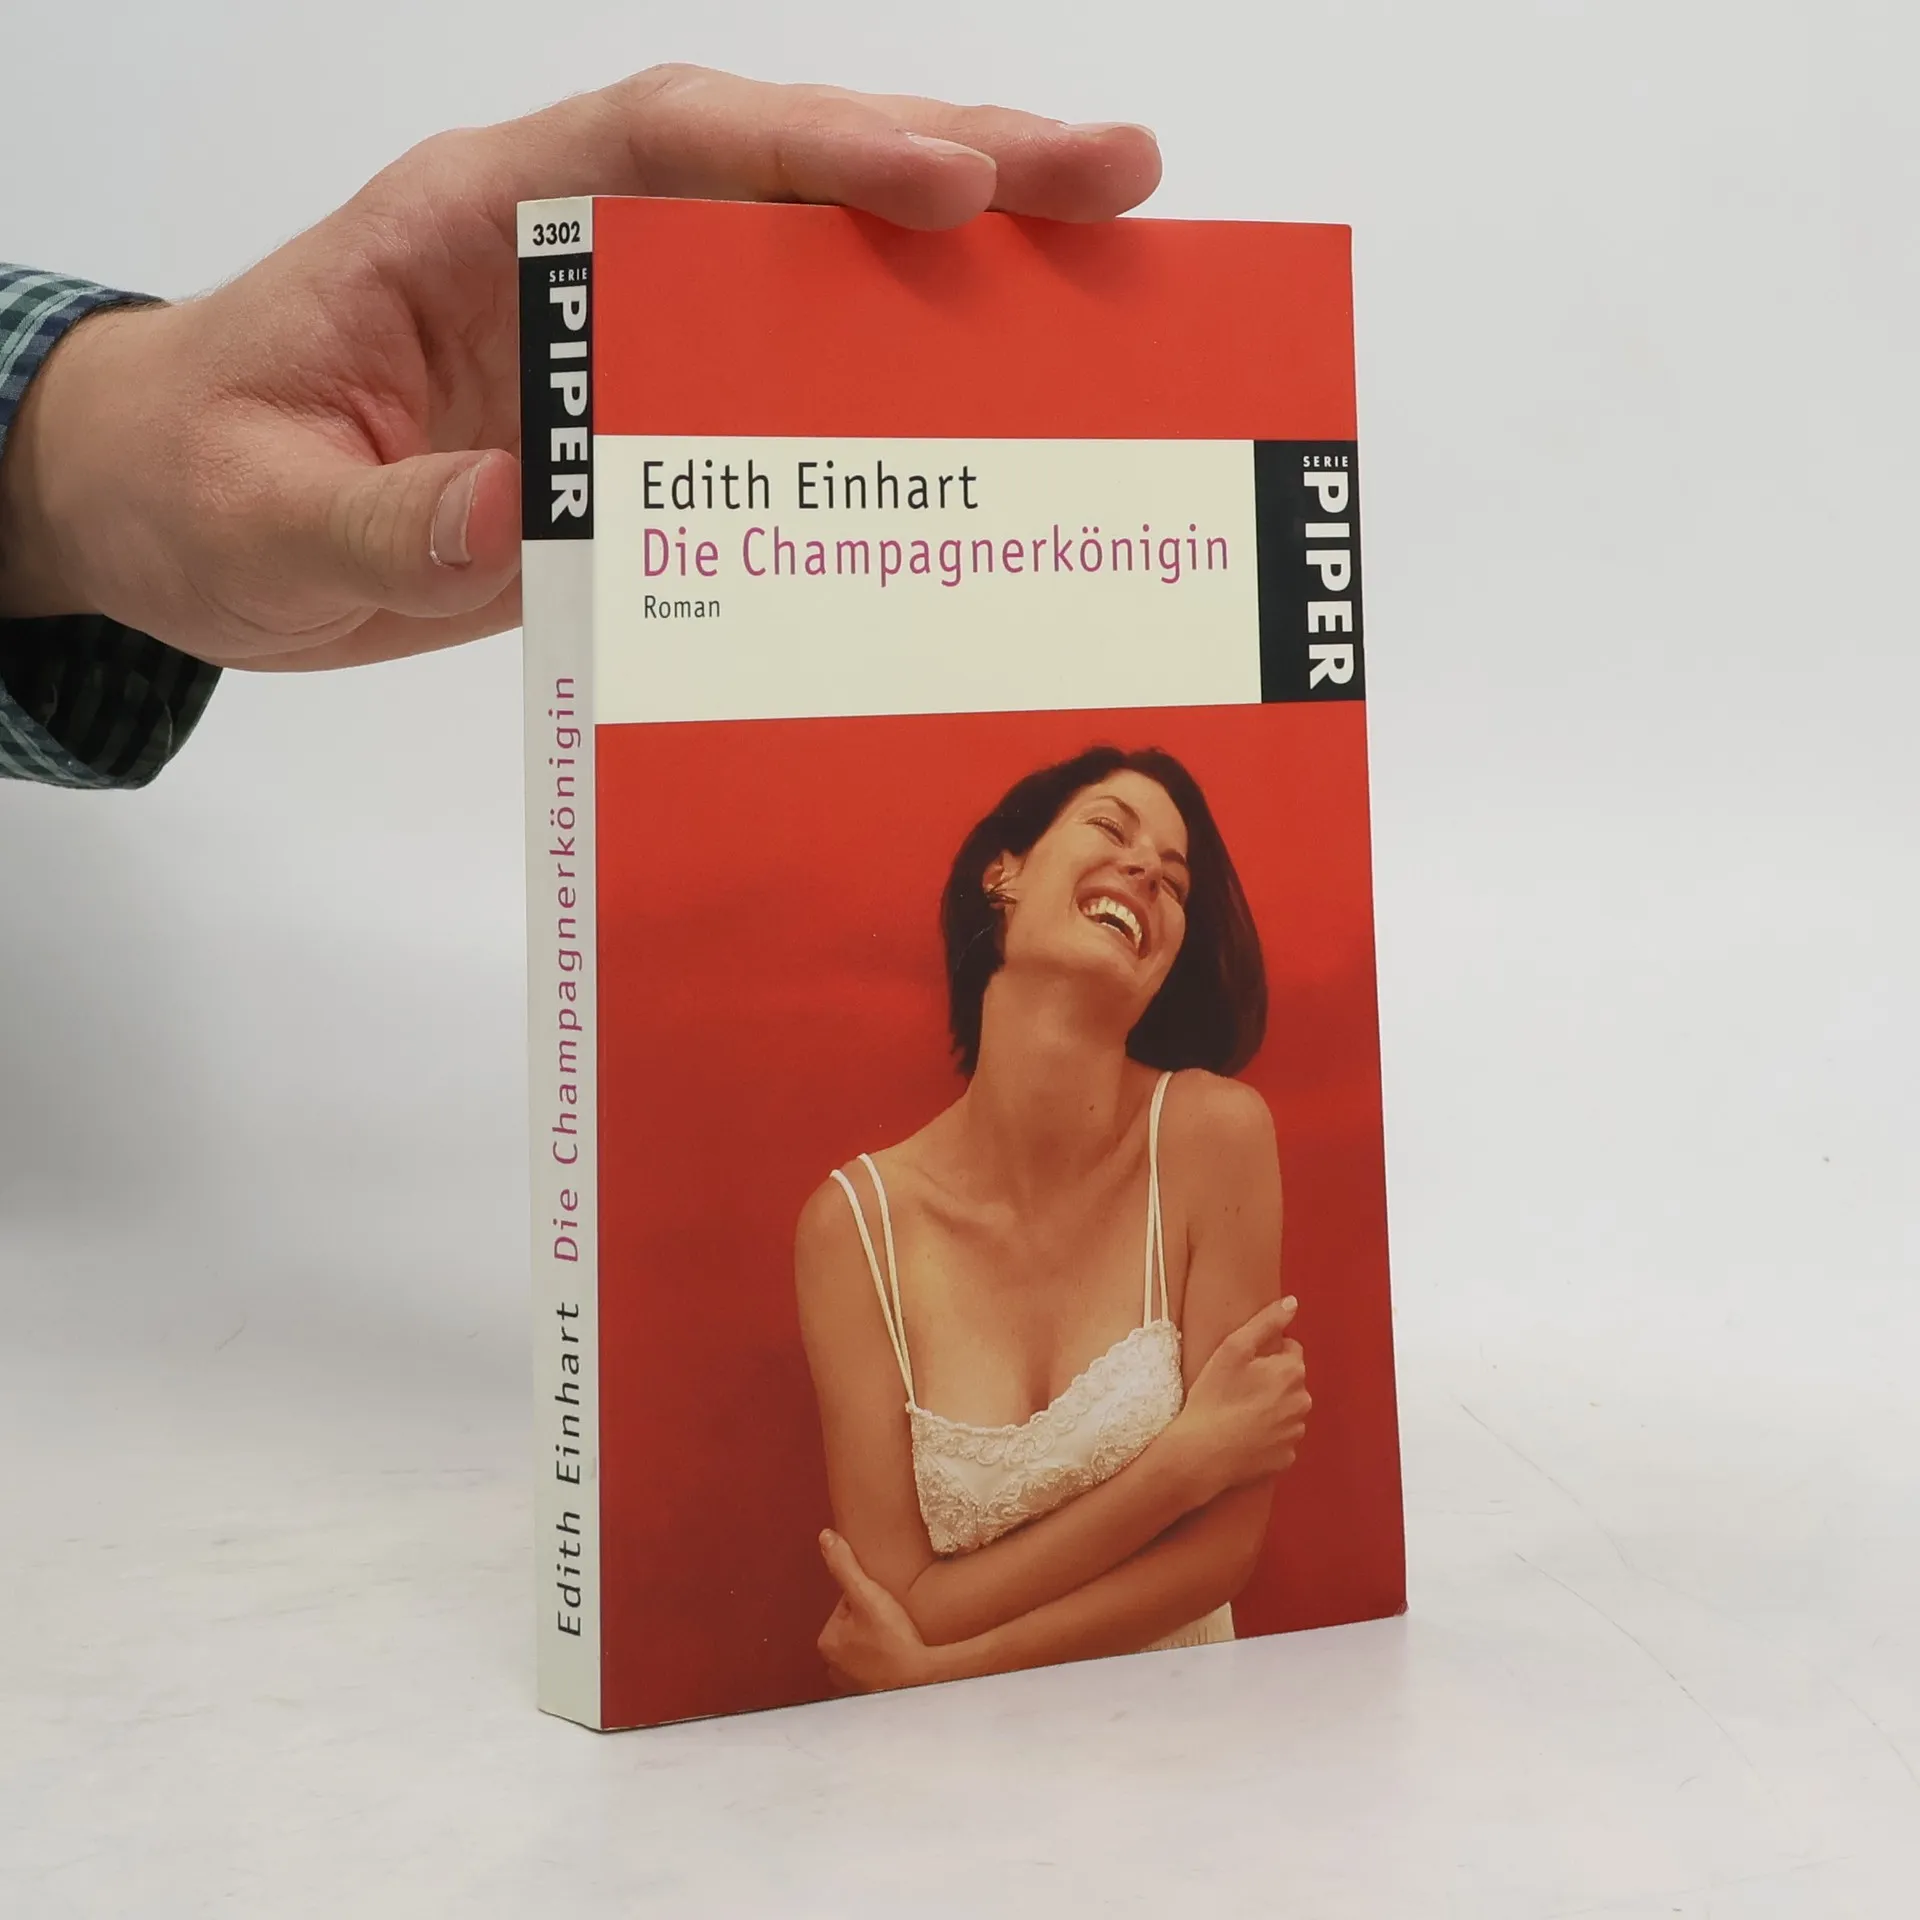 3302
SERIE
PIPER
Edith Einhart Die Champagnerkönigin
Edith Einhart
Die Champagnerkönigin
Roman
SERIE
PIPER